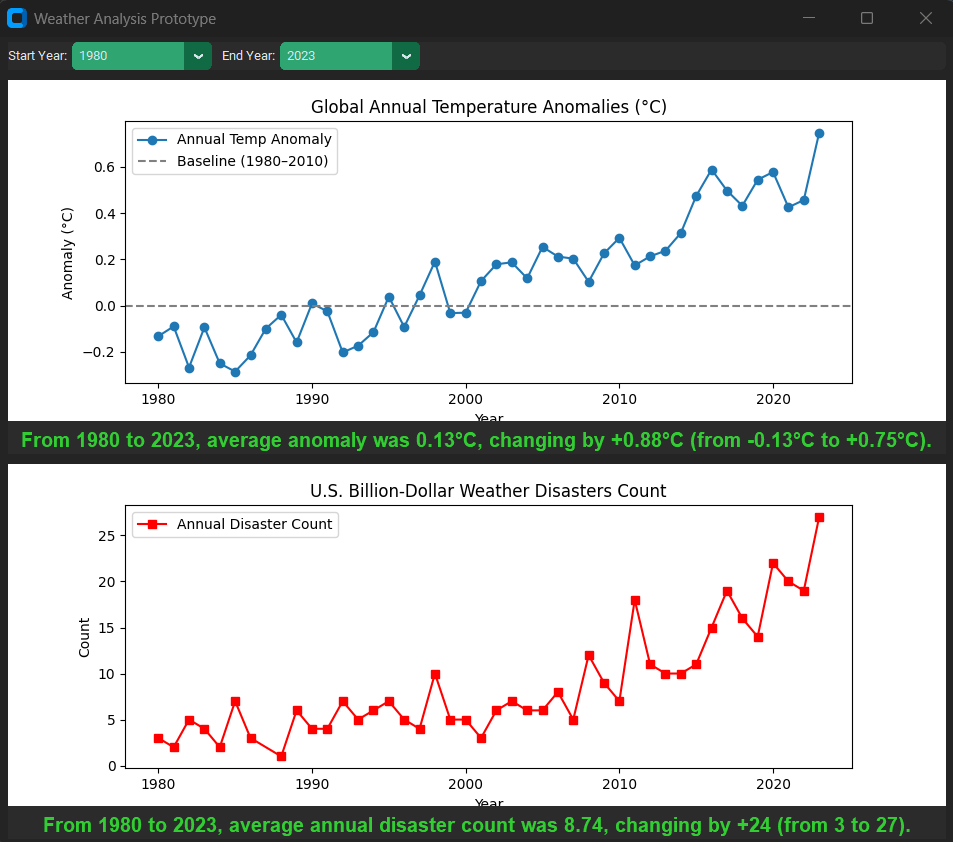 Weather Analysis Prototype
Start Year: 1980 End Year: 2023
Global Annual Temperature Anomalies (°C)
Annual Temp Anomaly
Baseline (1980–2010)
Anomaly (°C)
0.6
0.4
0.2
0.0
−0.2
1980 1990 2000 2010 2020
Year
From 1980 to 2023, average anomaly was 0.13°C, changing by +0.88°C (from -0.13°C to +0.75°C).
U.S. Billion-Dollar Weather Disasters Count
Annual Disaster Count
Count
25
20
15
10
5
0
1980 1990 2000 2010 2020
Year
From 1980 to 2023, average annual disaster count was 8.74, changing by +24 (from 3 to 27).